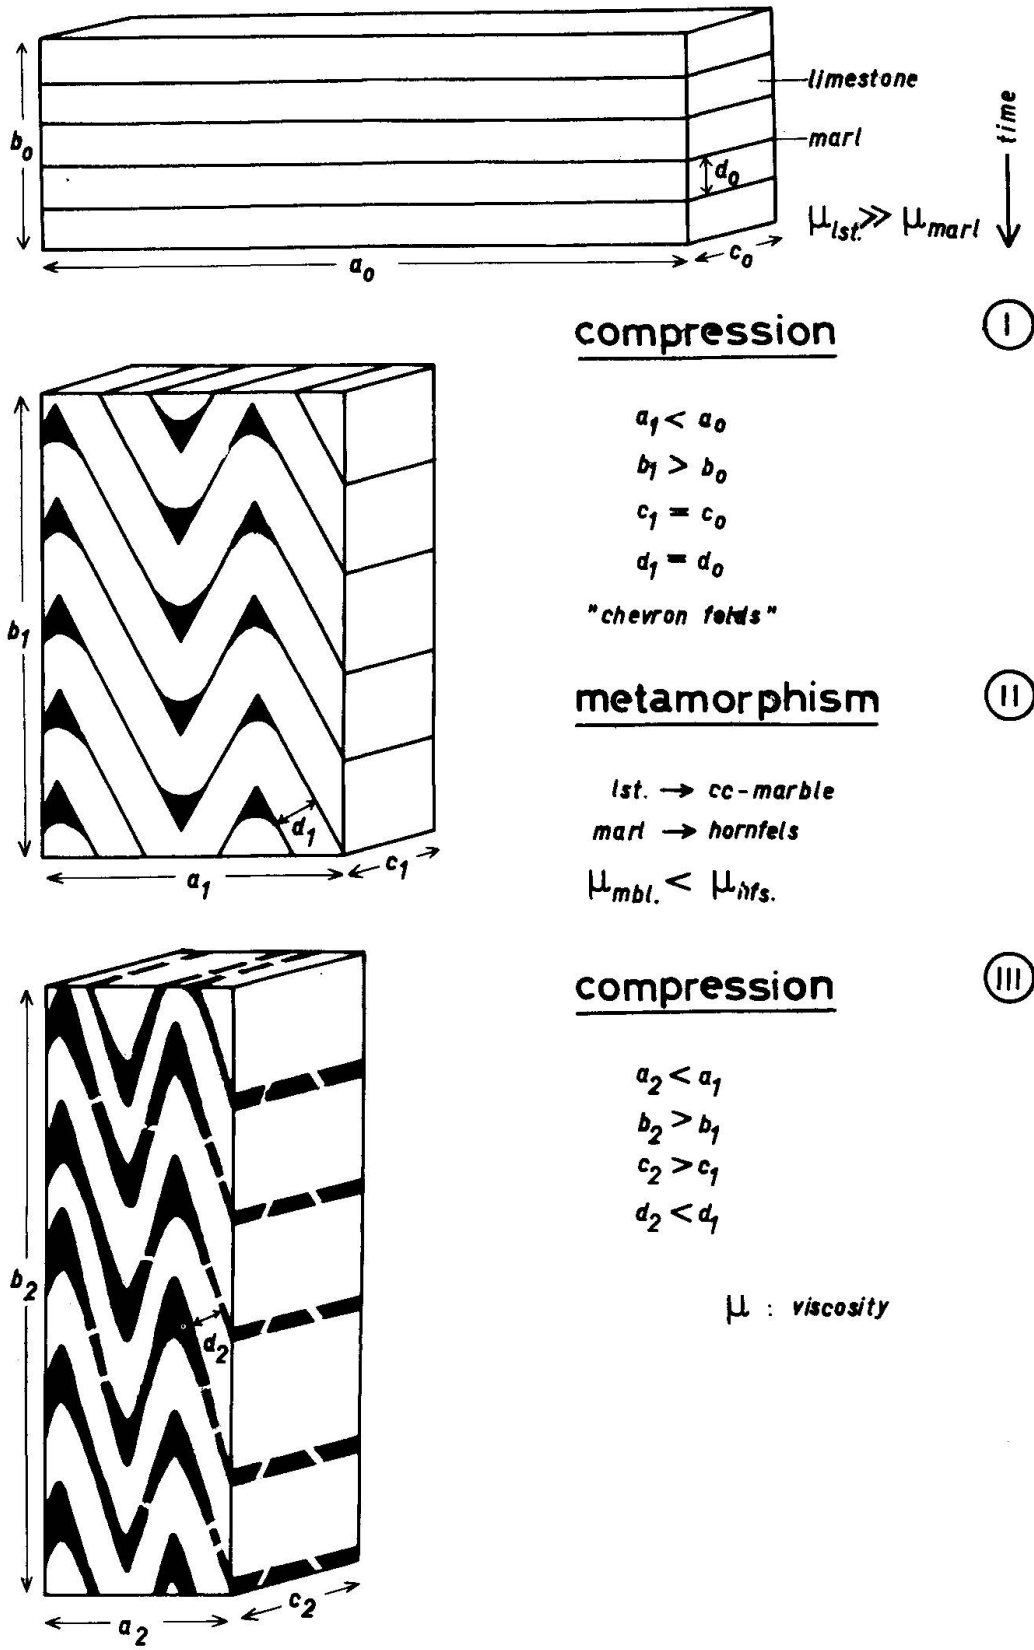 limestone
b₀
marl
time
d₀
μlst. ≫ μmarl
a₀
c₀
compression
I
a₁ < a₀
b₁ > b₀
c₁ = c₀
d₁ = d₀
"chevron folds"
b₁
d₁
a₁
c₁
metamorphism
II
lst. → cc-marble
marl → hornfels
μmbl. < μhfs.
compression
III
a₂ < a₁
b₂ > b₁
c₂ > c₁
d₂ < d₁
b₂
d₂
a₂
c₂
μ : viscosity